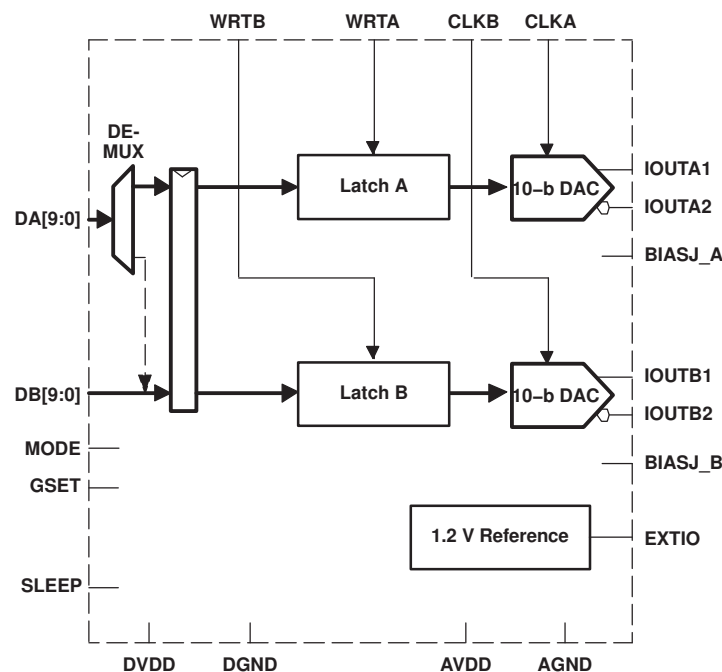 WRTB WRTA CLKB CLKA
DE-
MUX
IOUTA1
Latch A
10–b DAC
IOUTA2
DA[9:0]
BIASJ_A
IOUTB1
DB[9:0]
Latch B
10–b DAC
IOUTB2
MODE
BIASJ_B
GSET
1.2 V Reference
EXTIO
SLEEP
DVDD DGND AVDD AGND